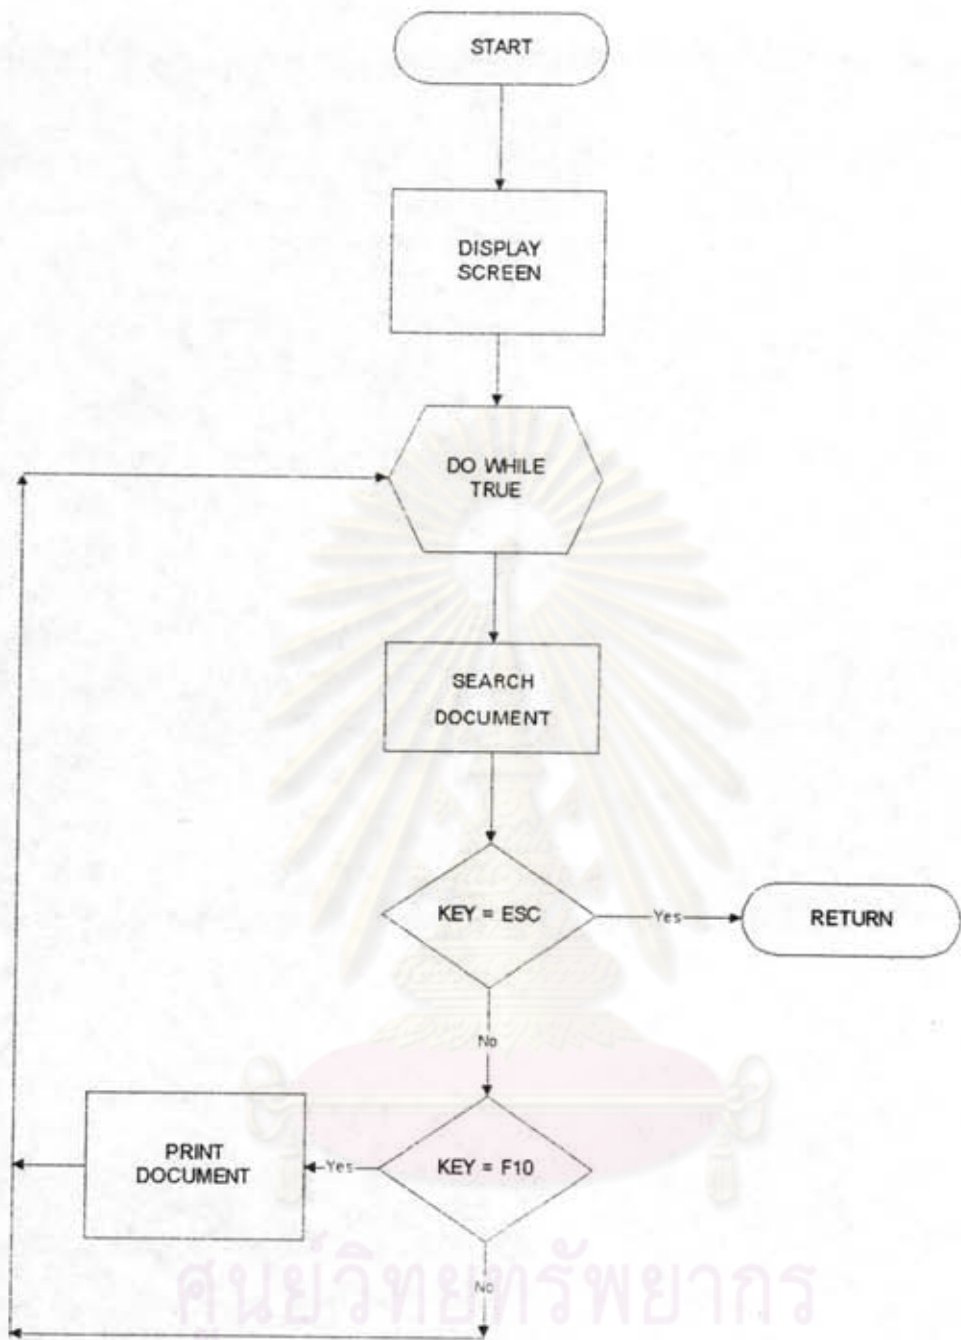 START
DISPLAY
SCREEN
DO WHILE
TRUE
SEARCH
DOCUMENT
KEY = ESC
Yes
RETURN
No
PRINT
DOCUMENT
Yes
KEY = F10
No
ศูนย์วิทยทรัพยากร